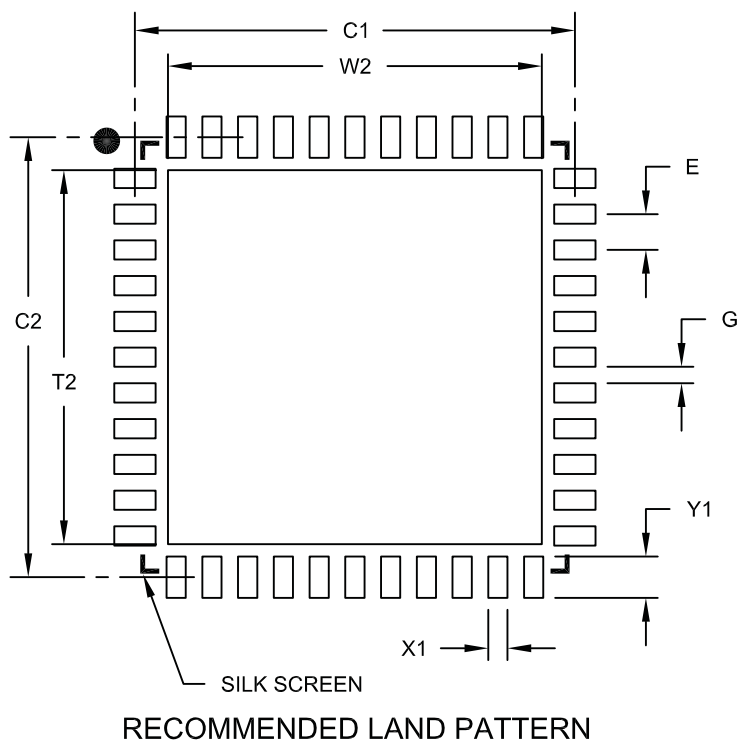 C1
W2
E
G
C2
T2
Y1
X1
SILK SCREEN
RECOMMENDED LAND PATTERN